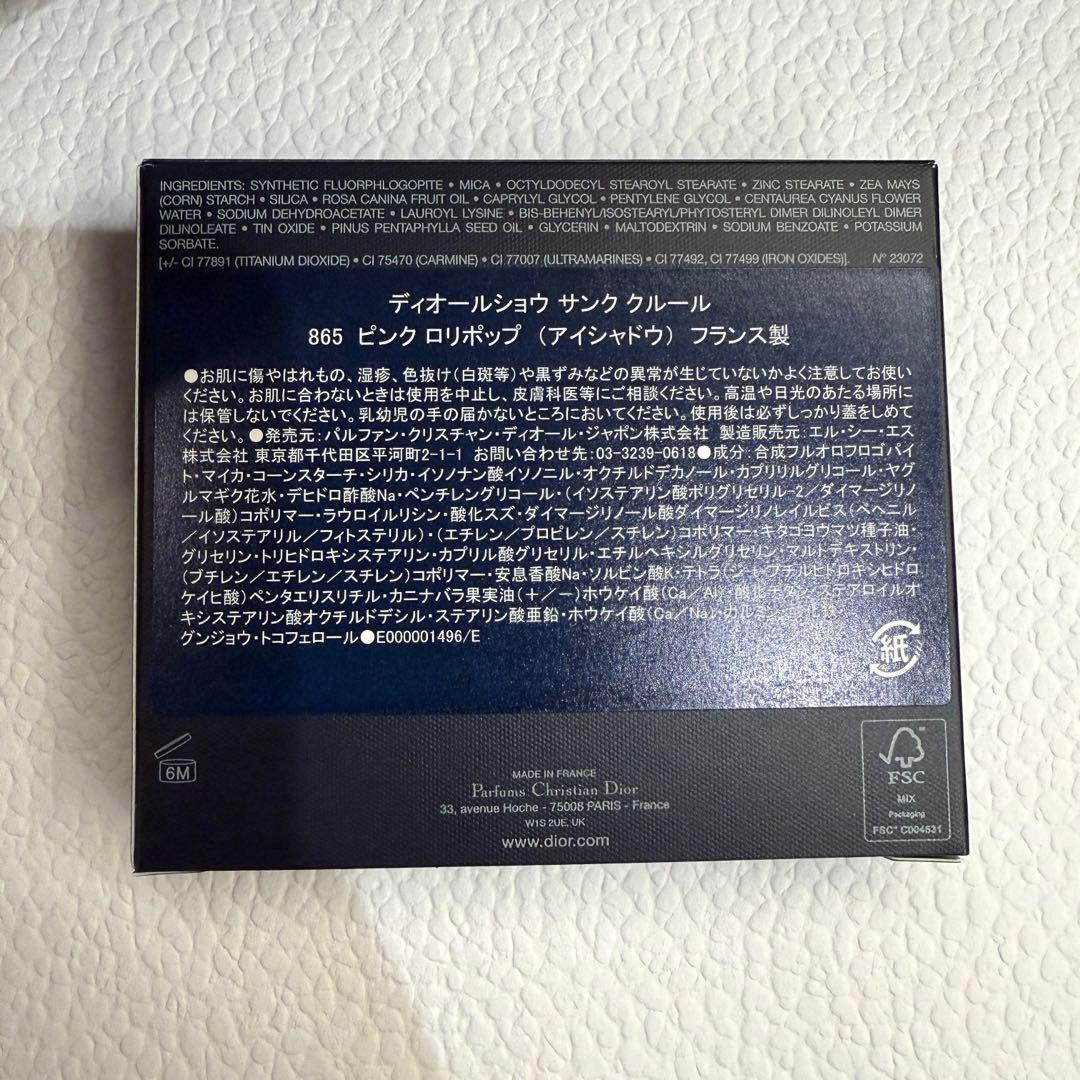 INGREDIENTS: SYNTHETIC FLUORPHLOGOPITE • MICA • OCTYLDODECYL STEAROYL STEARATE • ZINC STEARATE • ZEA MAYS
(CORN) STARCH • SILICA • ROSA CANINA FRUIT OIL • CAPRYLYL GLYCOL • PENTYLENE GLYCOL • CENTAUREA CYANUS FLOWER
WATER • SODIUM DEHYDROACETATE • LAUROYL LYSINE • BIS-BEHENYL/ISOSTEARYL/PHYTOSTERYL DIMER DILINOLEYL DIMER
DILINOLEATE • TIN OXIDE • PINUS PENTAPHYLLA SEED OIL • GLYCERIN • MALTODEXTRIN • SODIUM BENZOATE • POTASSIUM
SORBATE.
[+/- CI 77891 (TITANIUM DIOXIDE) • CI 75470 (CARMINE) • CI 77007 (ULTRAMARINES) • CI 77492, CI 77499 (IRON OXIDES)]. N° 23072
ディオールショウ サンク クルール
865 ピンク ロリポップ （アイシャドウ） フランス製
●お肌に傷やはれもの、湿疹、色抜け（白斑等）や黒ずみなどの異常が生じていないかよく注意してお使い
ください。お肌に合わないときは使用を中止し、皮膚科医等にご相談ください。高温や日光のあたる場所に
は保管しないでください。乳幼児の手の届かないところにおいてください。使用後は必ずしっかり蓋をしめて
ください。●発売元：パルファン・クリスチャン・ディオール・ジャポン株式会社 製造販売元：エル・シー・エス
株式会社 東京都千代田区平河町2-1-1 お問い合わせ先：03-3239-0618●成分：合成フルオロフロゴパイ
ト・マイカ・コーンスターチ・シリカ・イソノナン酸イソノニル・オクチルドデカノール・カプリリルグリコール・ヤグ
ルマギク花水・デヒドロ酢酸Na・ペンチレングリコール・（イソステアリン酸ポリグリセリル-2／ダイマージリノ
ール酸）コポリマー・ラウロイルリシン・酸化スズ・ダイマージリノール酸ダイマージリノレイルビス（ベヘニル
／イソステアリル／フィトステリル）・（エチレン／プロピレン／スチレン）コポリマー・キタゴヨウマツ種子油・
グリセリン・トリヒドロキシステアリン・カプリル酸グリセリル・エチルヘキシルグリセリン・マルトデキストリン・
（ブチレン／エチレン／スチレン）コポリマー・安息香酸Na・ソルビン酸K・テトラ（ジ-t-ブチルヒドロキシヒドロ
ケイヒ酸）ペンタエリスリチル・カニナバラ果実油（＋／－）ホウケイ酸（Ca／Al）・酸化チタン・ステアロイルオ
キシステアリン酸オクチルドデシル・ステアリン酸亜鉛・ホウケイ酸（Ca／Na）・カルミン・
グンジョウ・トコフェロール●E000001496/E
紙
6M
MADE IN FRANCE
Parfums Christian Dior
33, avenue Hoche - 75008 PARIS - France
W1S 2UE, UK
www.dior.com
FSC
MIX
Packaging
FSC® C004531